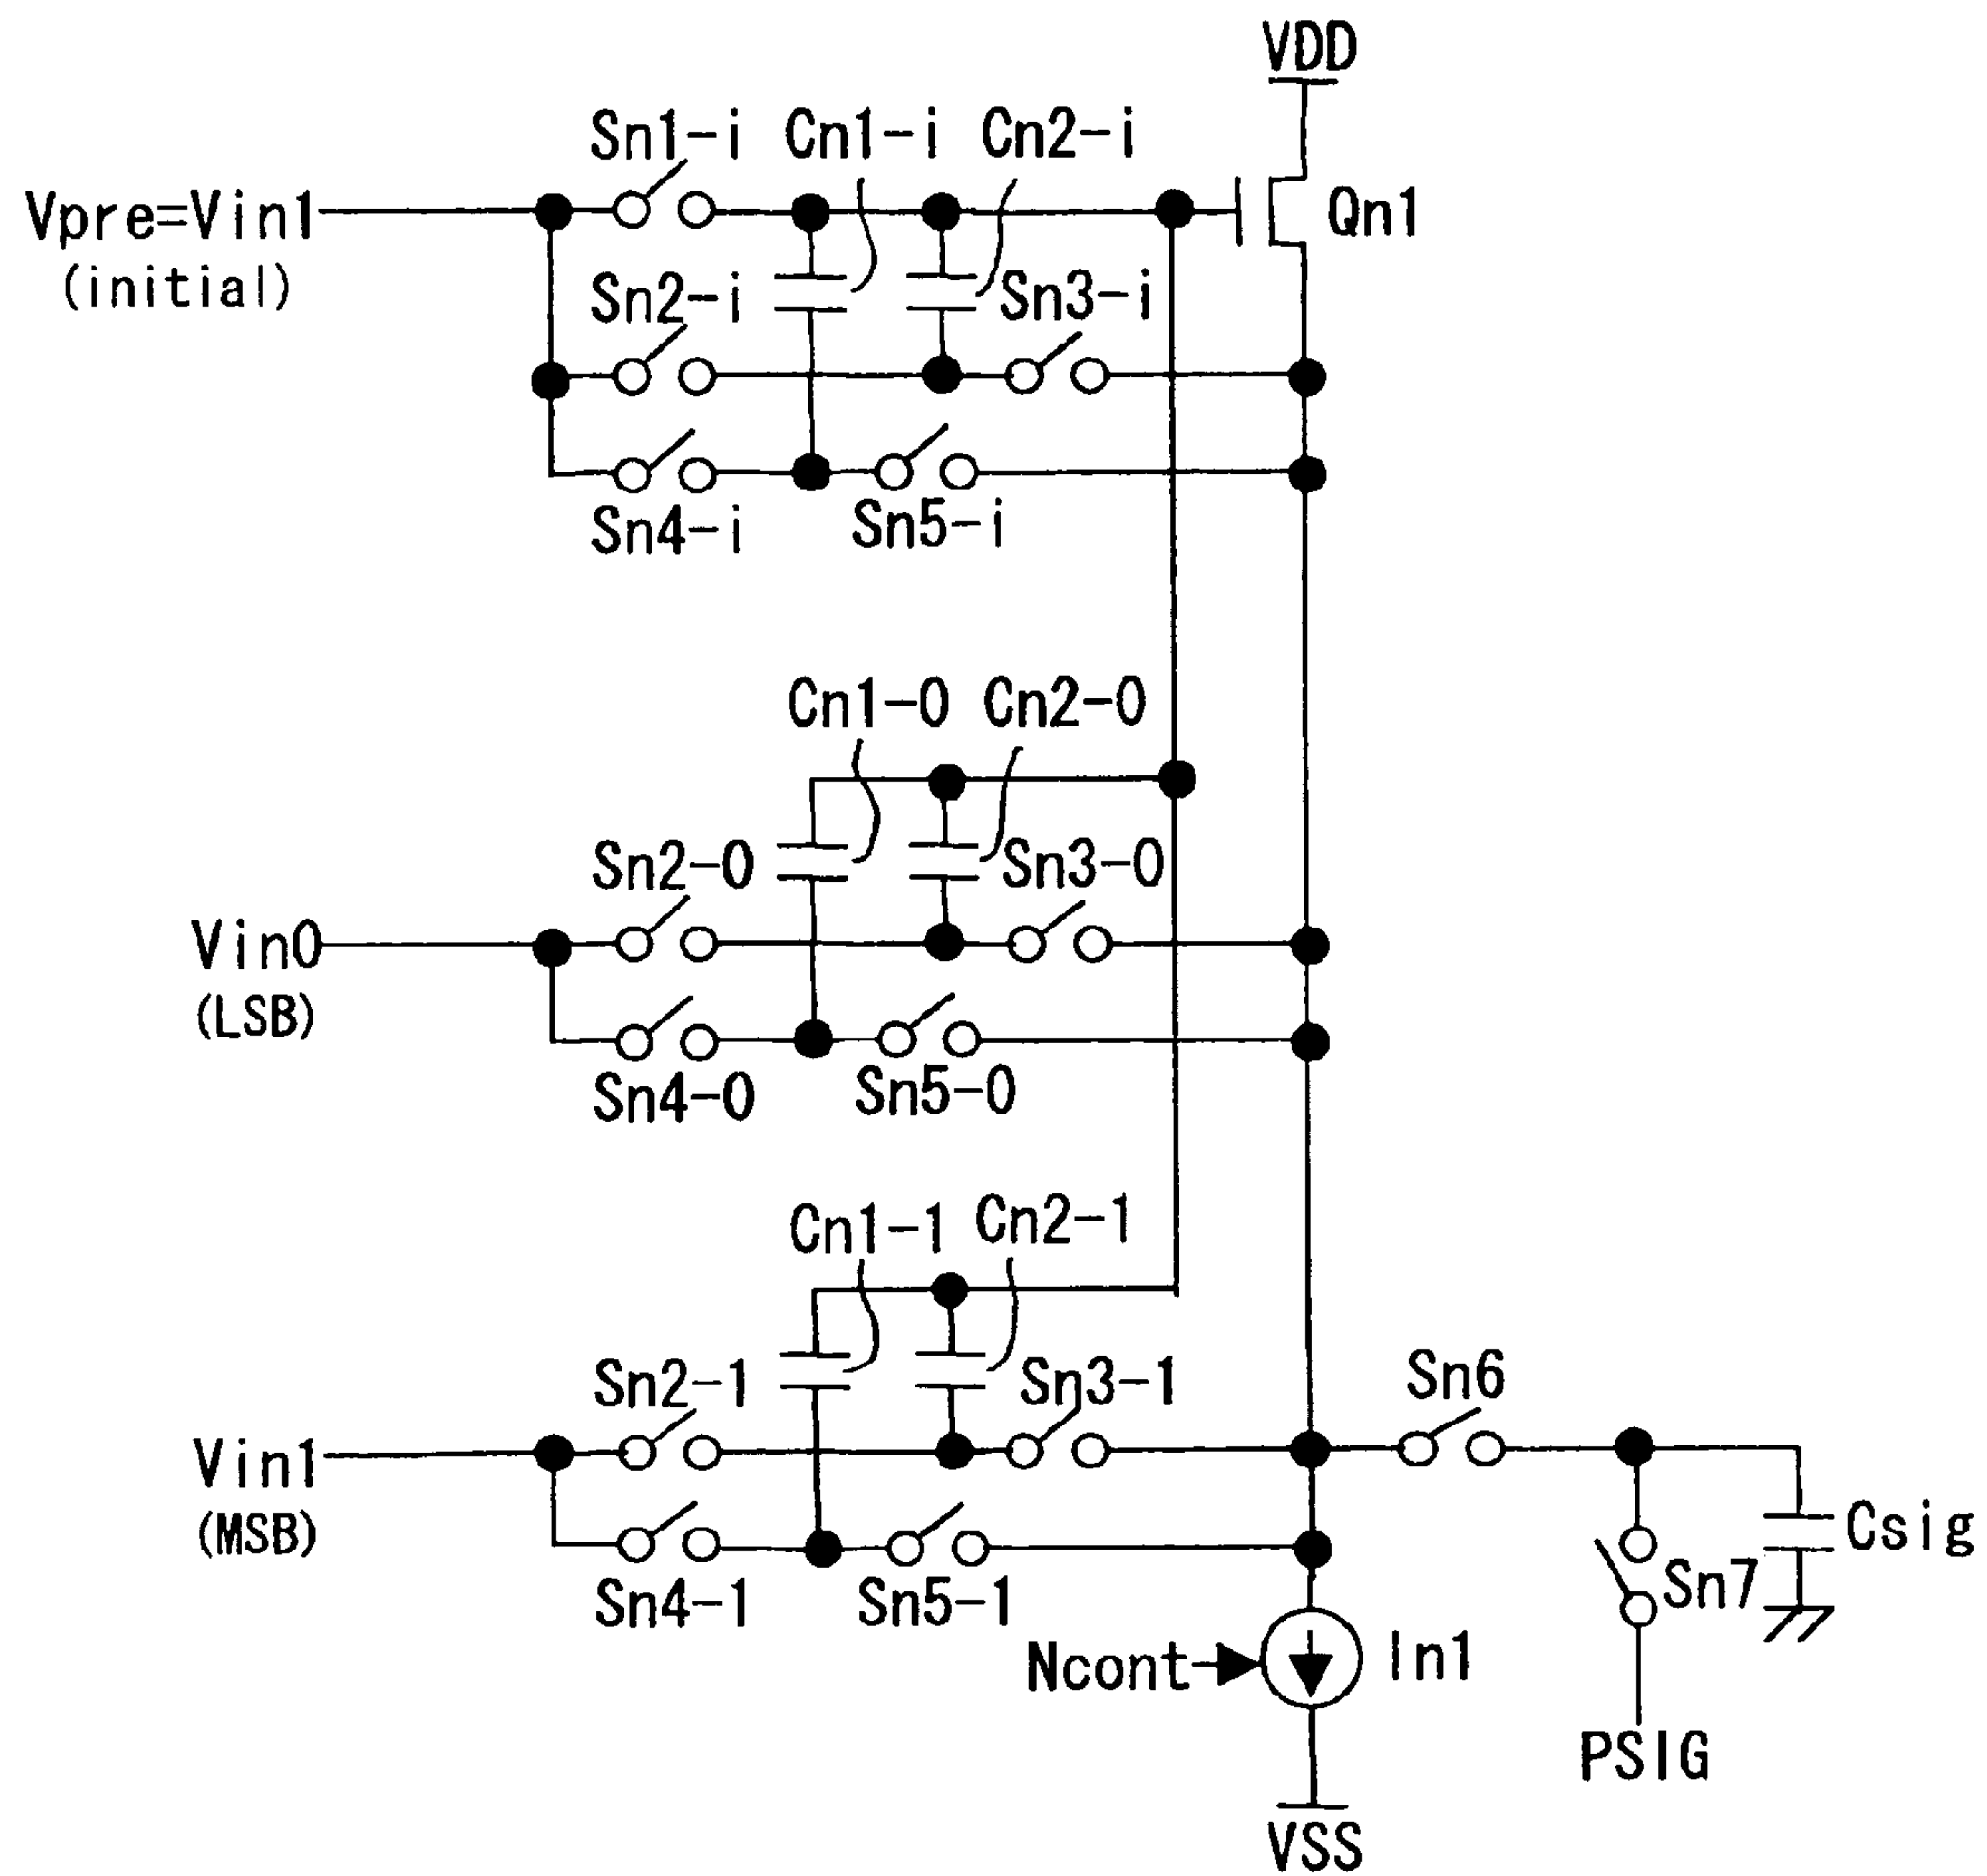 VDD
Sn1-i Cn1-i Cn2-i
Vpre=Vin1
(initial)
Qn1
Sn2-i
Sn3-i
Sn4-i
Sn5-i
Cn1-0 Cn2-0
Sn2-0
Sn3-0
Vin0
(LSB)
Sn4-0
Sn5-0
Cn1-1 Cn2-1
Sn2-1
Sn3-1
Sn6
Vin1
(MSB)
Csig
Sn7
Sn4-1
Sn5-1
Ncont
In1
PSIG
VSS